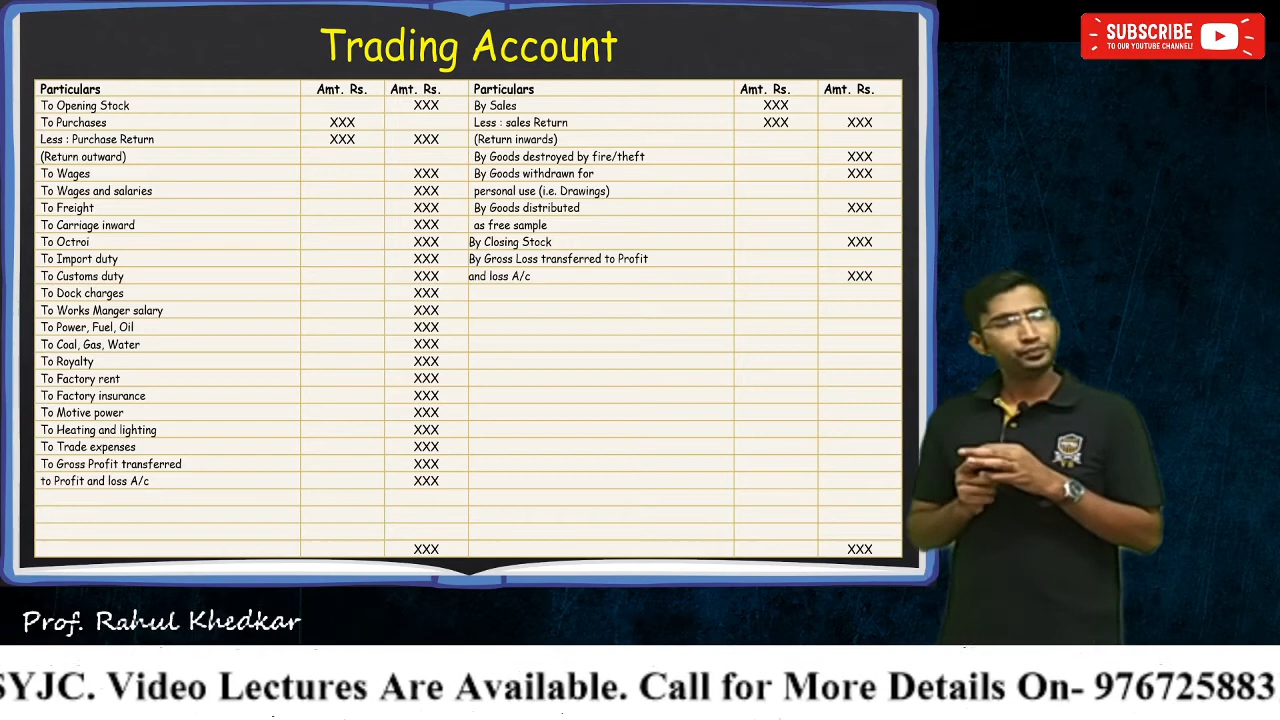 SUBSCRIBE
TO OUR YOUTUBE CHANNEL!
Trading Account
Particulars Amt. Rs. Amt. Rs. Particulars Amt. Rs. Amt. Rs.
To Opening Stock XXX By Sales XXX
To Purchases XXX Less : sales Return XXX XXX
Less : Purchase Return XXX XXX (Return inwards)
(Return outward) By Goods destroyed by fire/theft XXX
To Wages XXX By Goods withdrawn for XXX
To Wages and salaries XXX personal use (i.e. Drawings)
To Freight XXX By Goods distributed XXX
To Carriage inward XXX as free sample
To Octroi XXX By Closing Stock XXX
To Import duty XXX By Gross Loss transferred to Profit
To Customs duty XXX and loss A/c XXX
To Dock charges XXX
To Works Manger salary XXX
To Power, Fuel, Oil XXX
To Coal, Gas, Water XXX
To Royalty XXX
To Factory rent XXX
To Factory insurance XXX
To Motive power XXX
To Heating and lighting XXX
To Trade expenses XXX
To Gross Profit transferred XXX
to Profit and loss A/c XXX
XXX XXX
Prof. Rahul Khedkar
SYJC. Video Lectures Are Available. Call for More Details On- 976725883